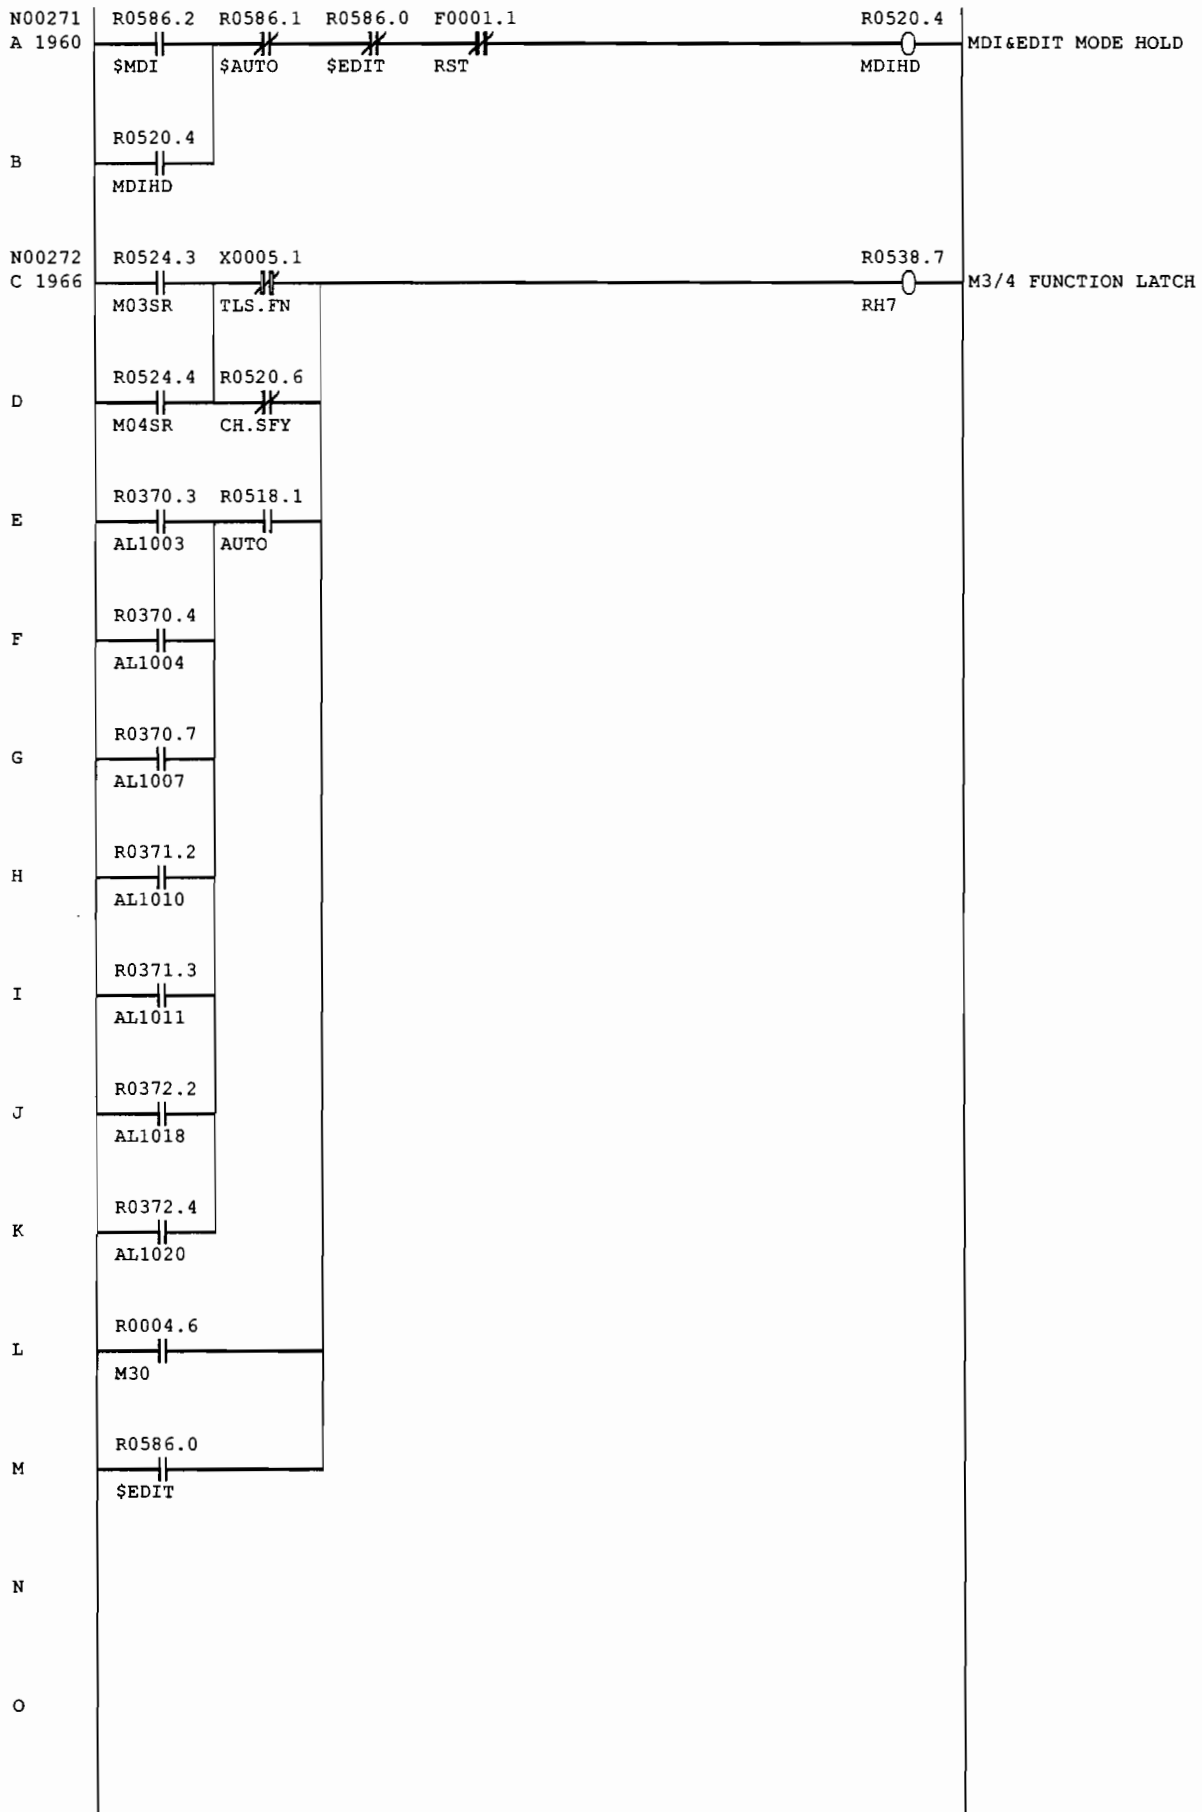 N00271 R0586.2 R0586.1 R0586.0 F0001.1 R0520.4
A 1960 MDI&EDIT MODE HOLD
$MDI $AUTO $EDIT RST MDIHD
R0520.4
B
MDIHD
N00272 R0524.3 X0005.1 R0538.7
C 1966 M3/4 FUNCTION LATCH
M03SR TLS.FN RH7
R0524.4 R0520.6
D
M04SR CH.SFY
R0370.3 R0518.1
E
AL1003 AUTO
R0370.4
F
AL1004
R0370.7
G
AL1007
R0371.2
H
AL1010
R0371.3
I
AL1011
R0372.2
J
AL1018
R0372.4
K
AL1020
R0004.6
L
M30
R0586.0
M
$EDIT
N
O